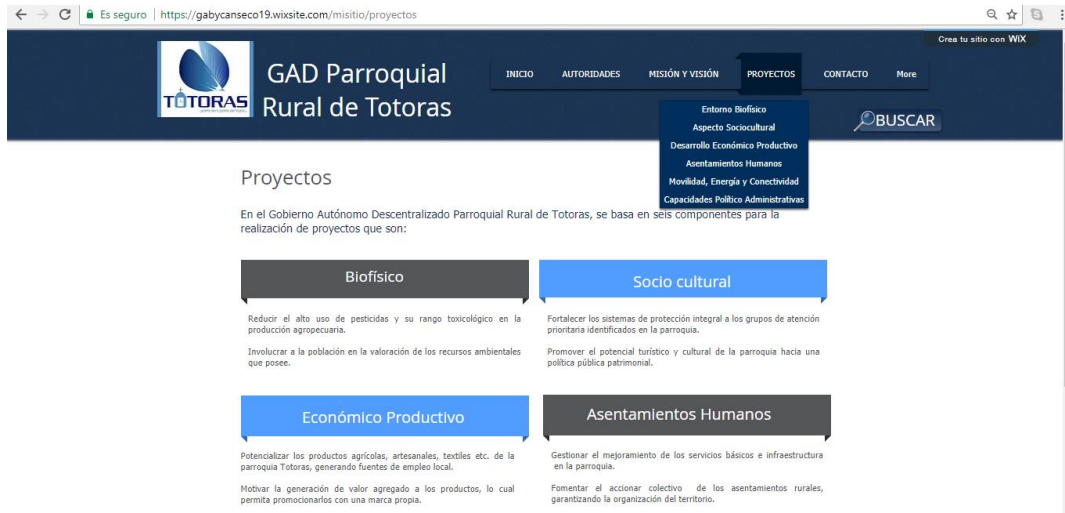 Es seguro | https://gabycanseco19.wixsite.com/misitio/proyectos
Crea tu sitio con WiX
TOTORAS
GAD Parroquial
Rural de Totoras
INICIO AUTORIDADES MISIÓN Y VISIÓN PROYECTOS CONTACTO More
Entorno Biofísico
Aspecto Sociocultural
Desarrollo Económico Productivo
Asentamientos Humanos
Movilidad, Energía y Conectividad
Capacidades Político Administrativas
BUSCAR
Proyectos
En el Gobierno Autónomo Descentralizado Parroquial Rural de Totoras, se basa en seis componentes para la
realización de proyectos que son:
Biofísico
Reducir el alto uso de pesticidas y su rango toxicológico en la
producción agropecuaria.
Involucrar a la población en la valoración de los recursos ambientales
que posee.
Socio cultural
Fortalecer los sistemas de protección integral a los grupos de atención
prioritaria identificados en la parroquia.
Promover el potencial turístico y cultural de la parroquia hacia una
política pública patrimonial.
Económico Productivo
Potencializar los productos agrícolas, artesanales, textiles etc. de la
parroquia Totoras, generando fuentes de empleo local.
Motivar la generación de valor agregado a los productos, lo cual
permita promocionarlos con una marca propia.
Asentamientos Humanos
Gestionar el mejoramiento de los servicios básicos e infraestructura
en la parroquia.
Fomentar el accionar colectivo de los asentamientos rurales,
garantizando la organización del territorio.